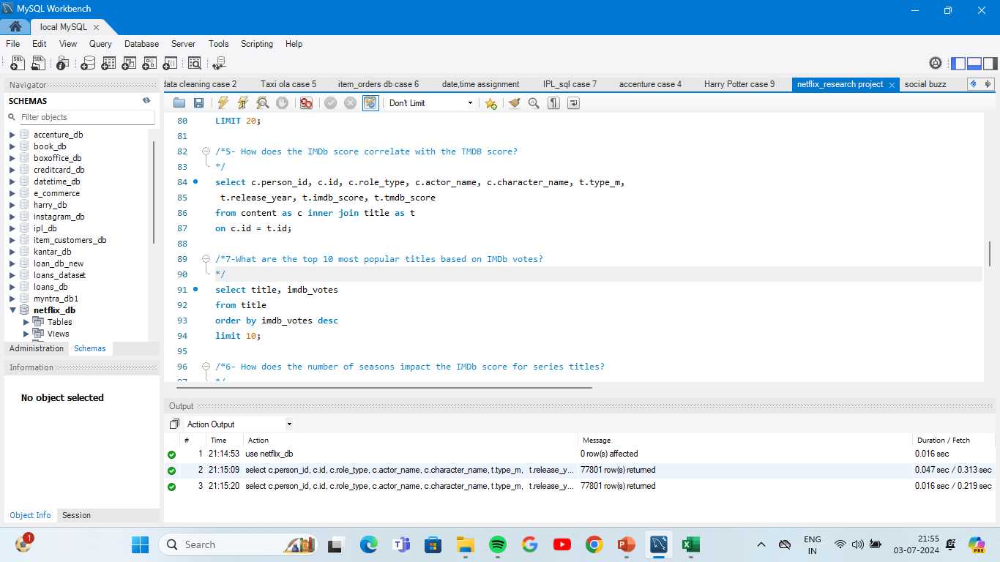 MySQL Workbench
local MySQL
File Edit View Query Database Server Tools Scripting Help
Navigator
SCHEMAS
Filter objects
accenture_db
book_db
boxoffice_db
creditcard_db
datetime_db
e_commerce
harry_db
instagram_db
ipl_db
item_customers_db
kantar_db
loan_db_new
loans_dataset
loans_db
myntra_db1
netflix_db
Tables
Views
Administration Schemas
Information
No object selected
Object Info Session
data cleaning case 2 Taxi ola case 5 item_orders db case 6 date,time assignment IPL_sql case 7 accenture case 4 Harry Potter case 9 netflix_research project social buzz
Don't Limit
80 LIMIT 20;
81
82 /*5- How does the IMDb score correlate with the TMDB score?
83 */
84 select c.person_id, c.id, c.role_type, c.actor_name, c.character_name, t.type_m,
85 t.release_year, t.imdb_score, t.tmdb_score
86 from content as c inner join title as t
87 on c.id = t.id;
88
89 /*7-What are the top 10 most popular titles based on IMDb votes?
90 */
91 select title, imdb_votes
92 from title
93 order by imdb_votes desc
94 limit 10;
95
96 /*6- How does the number of seasons impact the IMDb score for series titles?
97 */
Output
Action Output
# Time Action Message Duration / Fetch
1 21:14:53 use netflix_db 0 row(s) affected 0.016 sec
2 21:15:09 select c.person_id, c.id, c.role_type, c.actor_name, c.character_name, t.type_m, t.release_y... 77801 row(s) returned 0.047 sec / 0.313 sec
3 21:15:20 select c.person_id, c.id, c.role_type, c.actor_name, c.character_name, t.type_m, t.release_y... 77801 row(s) returned 0.016 sec / 0.219 sec
1
Search
ENG
IN
21:55
03-07-2024
PRE